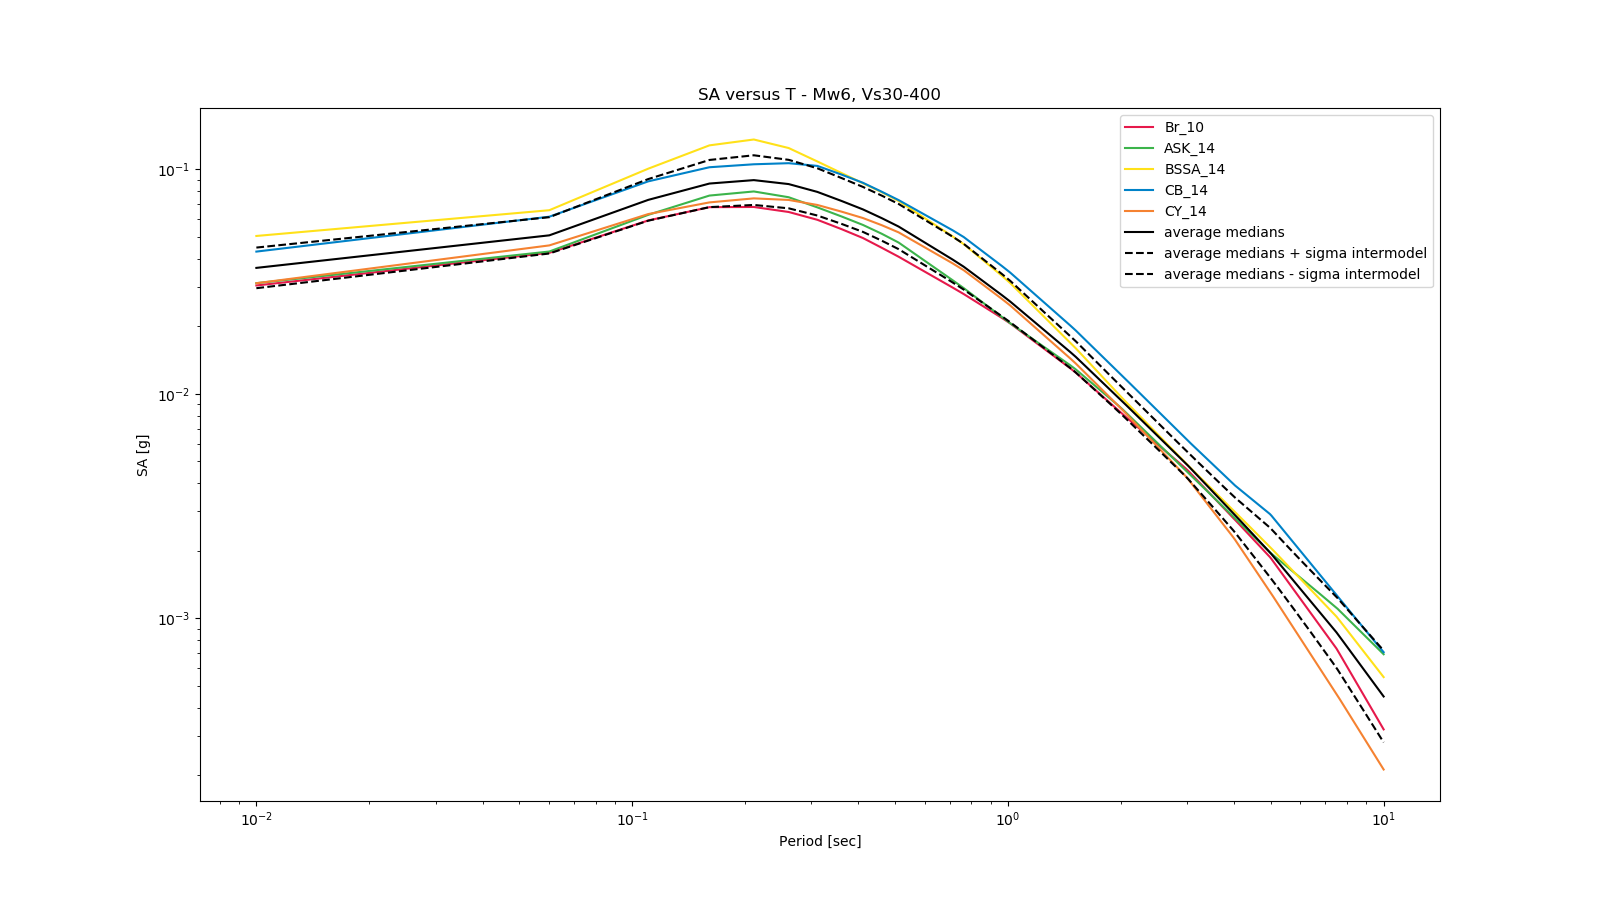 SA versus T - Mw6, Vs30-400
Br_10
ASK_14
BSSA_14
CB_14
CY_14
average medians
average medians + sigma intermodel
average medians - sigma intermodel
SA [g]
10⁻¹
10⁻²
10⁻³
10⁻²
10⁻¹
10⁰
10¹
Period [sec]